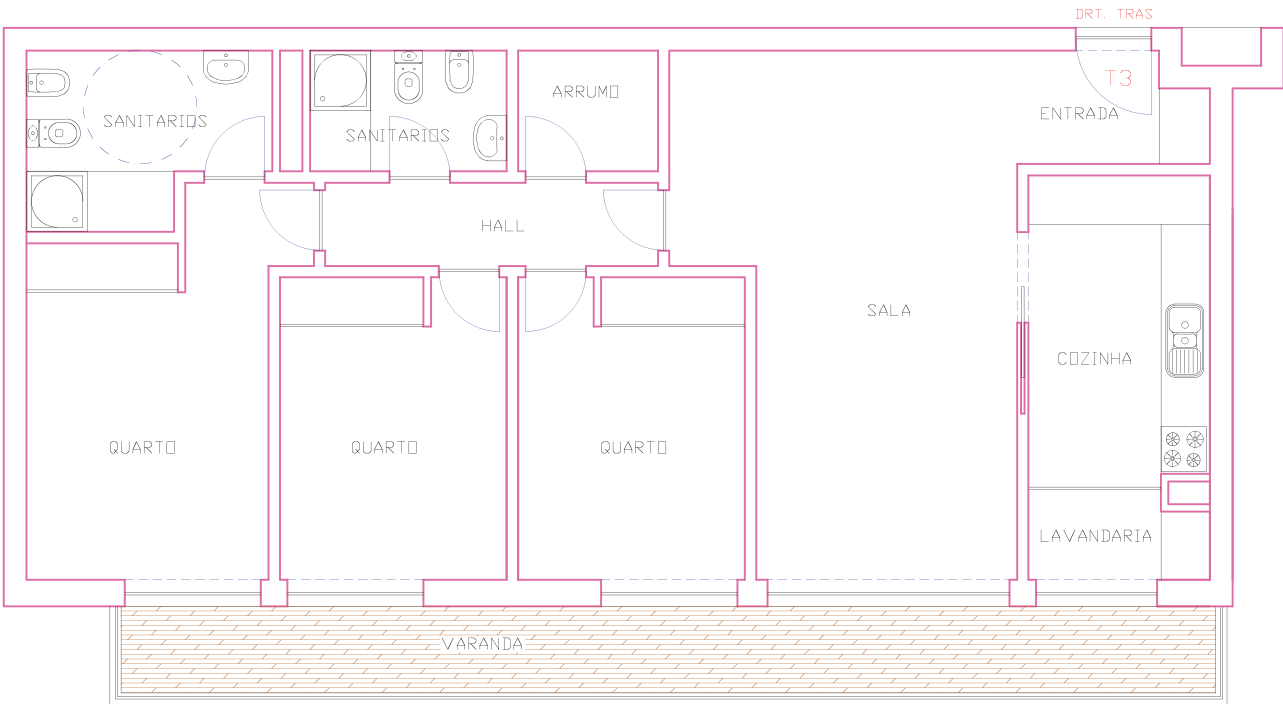 DRT. TRAS
T3
ARRUMO
ENTRADA
SANITARIOS
SANITARIOS
HALL
SALA
COZINHA
QUARTO
QUARTO
QUARTO
LAVANDARIA
VARANDA